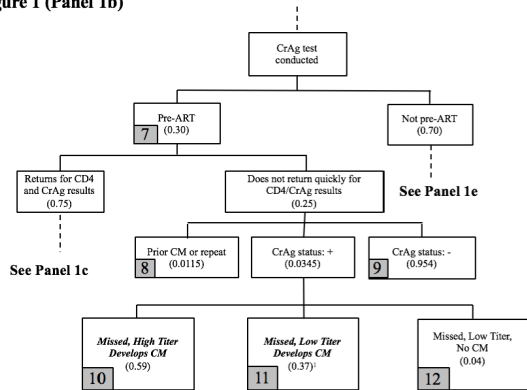 gure 1 (Panel 1b)
CrAg test
conducted
Pre-ART
(0.30)
7
Not pre-ART
(0.70)
Returns for CD4
and CrAg results
(0.75)
Does not return quickly for
CD4/CrAg results
(0.25)
See Panel 1e
See Panel 1c
Prior CM or repeat
(0.0115)
8
CrAg status: +
(0.0345)
CrAg status: -
(0.954)
9
Missed, High Titer
Develops CM
(0.59)
10
Missed, Low Titer
Develops CM
(0.37)‡
11
Missed, Low Titer,
No CM
(0.04)
12